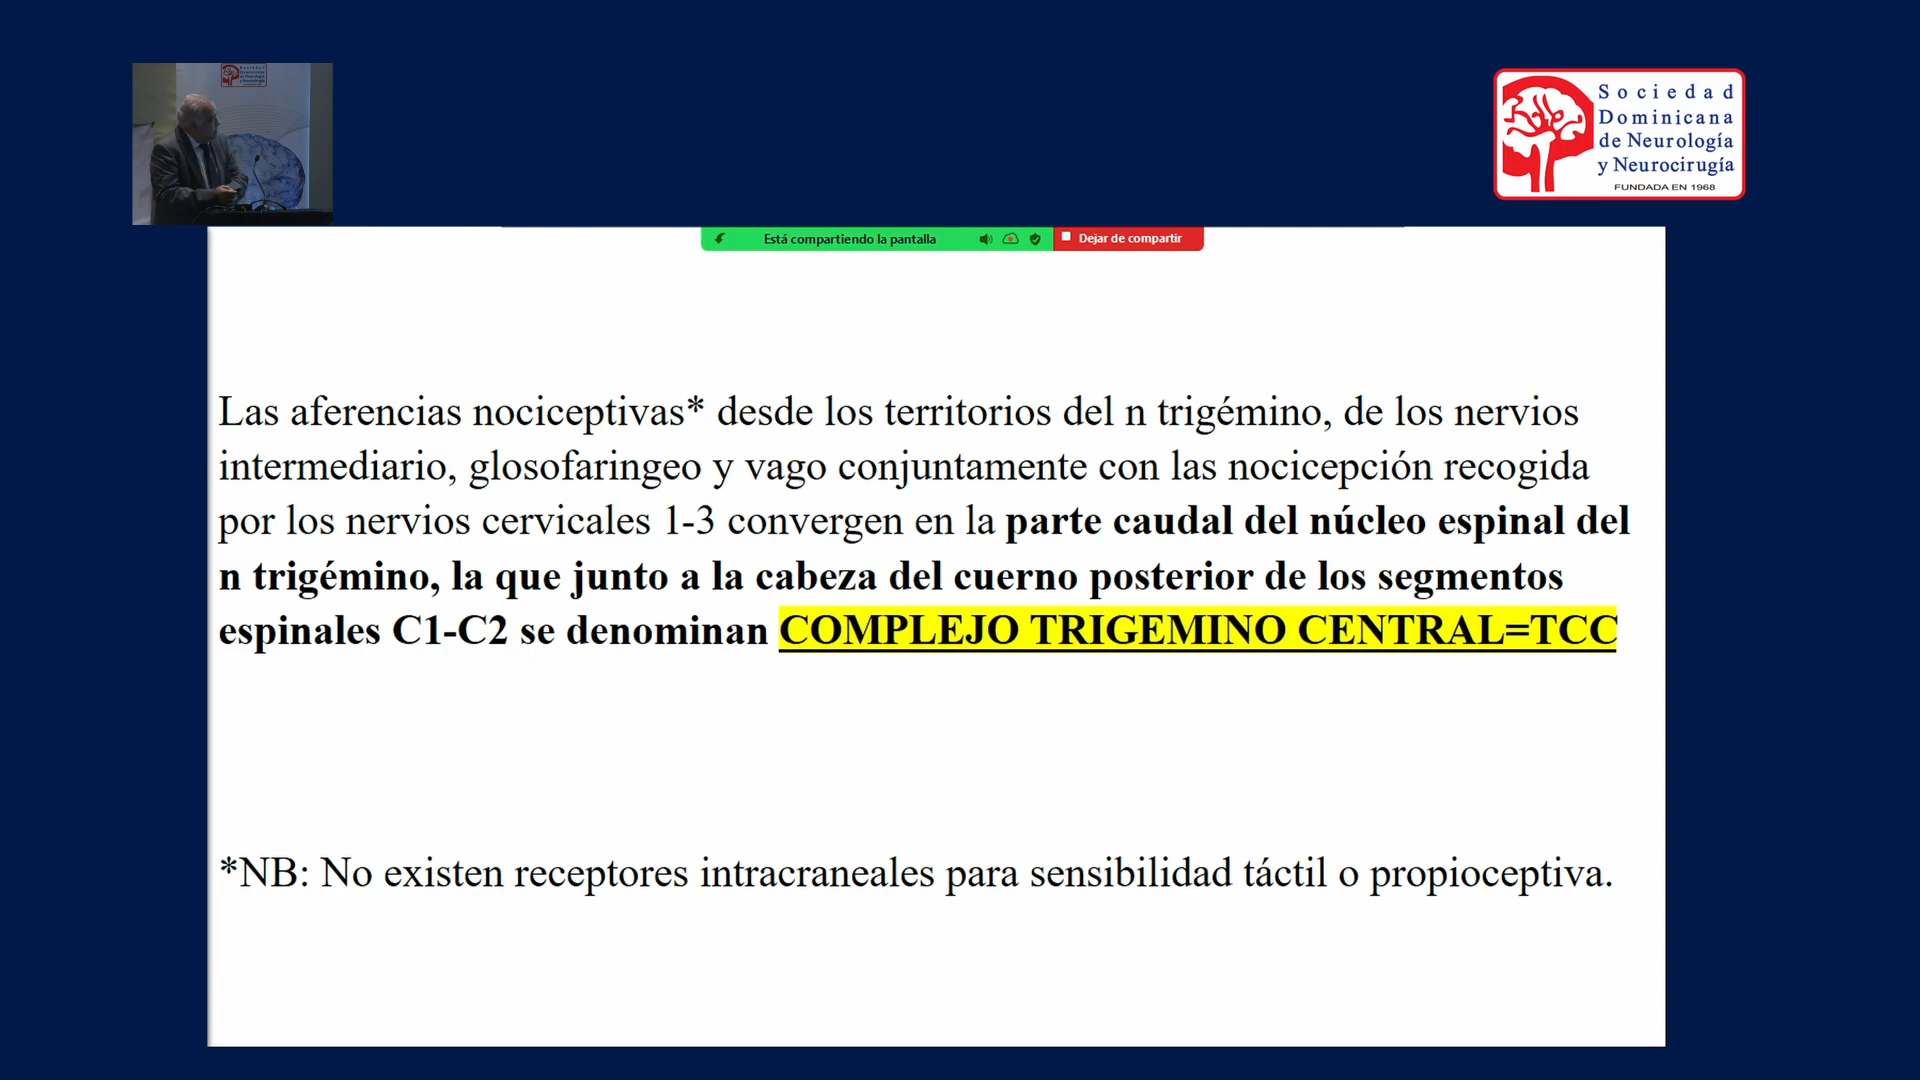 Sociedad
Dominicana
de Neurología
y Neurocirugía
FUNDADA EN 1968
Está compartiendo la pantalla
Dejar de compartir
Las aferencias nociceptivas* desde los territorios del n trigémino, de los nervios
intermediario, glosofaringeo y vago conjuntamente con las nocicepción recogida
por los nervios cervicales 1-3 convergen en la parte caudal del núcleo espinal del
n trigémino, la que junto a la cabeza del cuerno posterior de los segmentos
espinales C1-C2 se denominan COMPLEJO TRIGEMINO CENTRAL=TCC
*NB: No existen receptores intracraneales para sensibilidad táctil o propioceptiva.